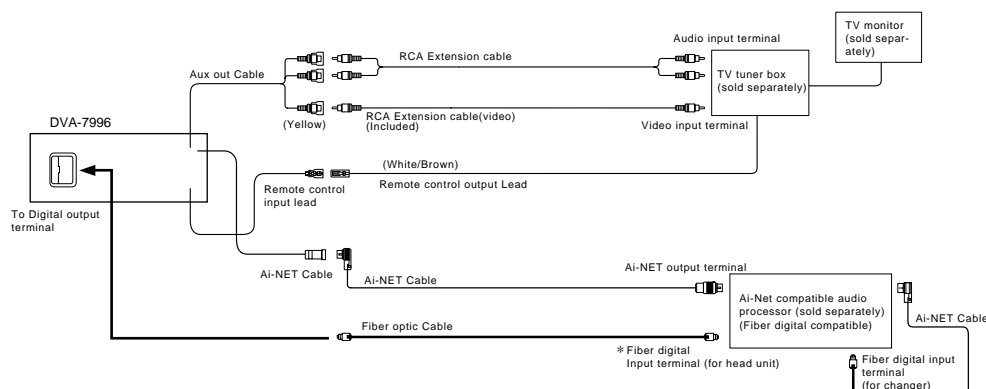 TV monitor
(sold separ-
ately)
Audio input terminal
RCA Extension cable
Aux out Cable
TV tuner box
(sold separately)
RCA Extension cable(video)
(Included)
(Yellow)
Video input terminal
DVA-7996
(White/Brown)
Remote control output Lead
Remote control
input lead
To Digital output
terminal
Ai-NET Cable
Ai-NET Cable
Ai-NET output terminal
Ai-Net compatible audio
processor (sold separately)
(Fiber digital compatible)
Ai-NET Cable
Fiber optic Cable
* Fiber digital
Input terminal (for head unit)
Fiber digital input
terminal
(for changer)